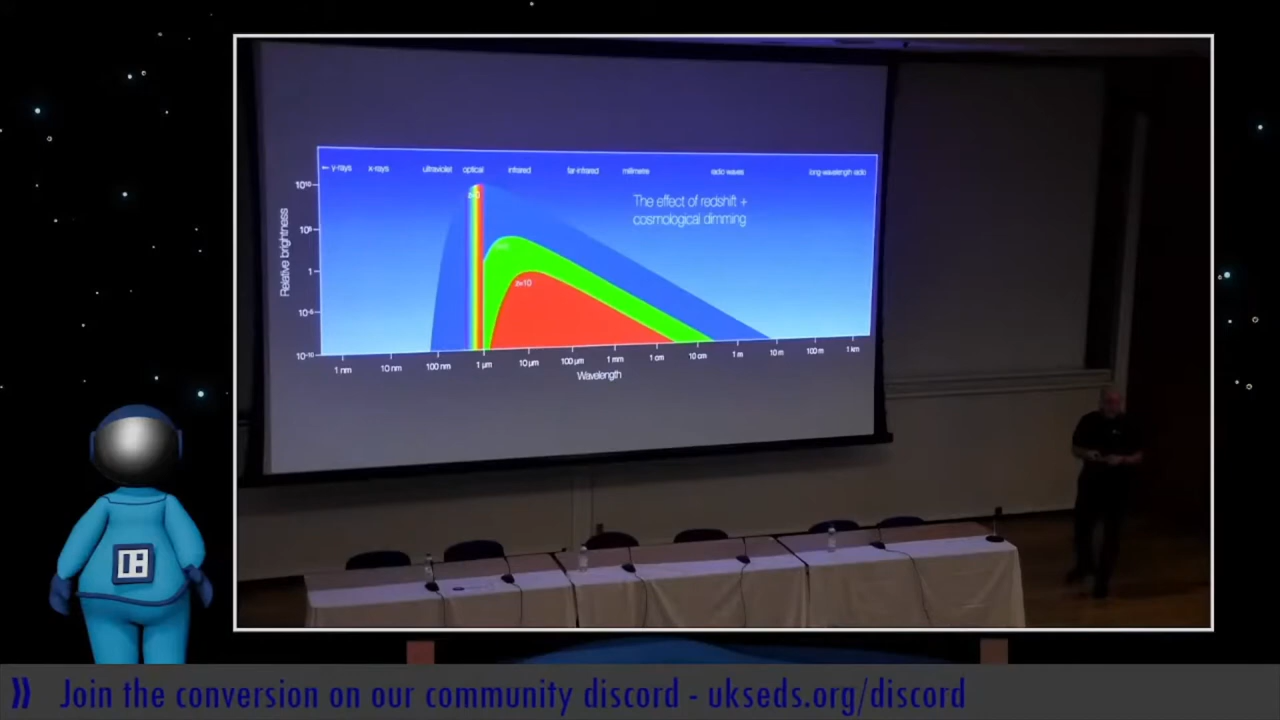 ← γ-rays x-rays ultraviolet optical infrared far-infrared millimetre radio waves long-wavelength radio
z=0
The effect of redshift +
cosmological dimming
Relative brightness
10¹⁰
10⁵
1
10⁻⁵
10⁻¹⁰
z=10
1 nm 10 nm 100 nm 1 μm 10 μm 100 μm 1 mm 1 cm 10 cm 1 m 10 m 100 m 1 km
Wavelength
» Join the conversion on our community discord - ukseds.org/discord